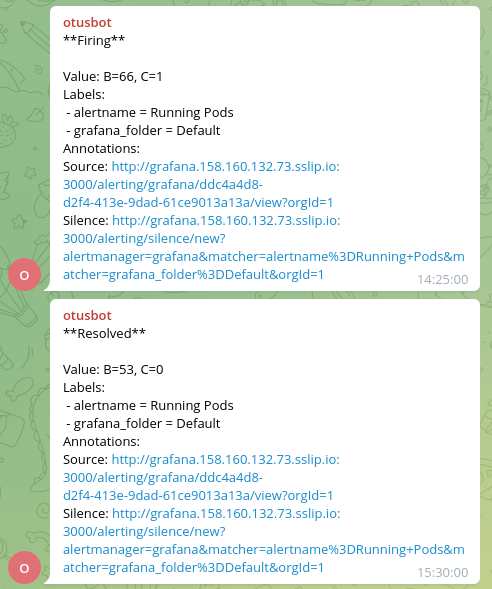 otusbot
**Firing**
Value: B=66, C=1
Labels:
- alertname = Running Pods
- grafana_folder = Default
Annotations:
Source: http://grafana.158.160.132.73.sslip.io:
3000/alerting/grafana/ddc4a4d8-
d2f4-413e-9dad-61ce9013a13a/view?orgId=1
Silence: http://grafana.158.160.132.73.sslip.io:
3000/alerting/silence/new?
alertmanager=grafana&matcher=alertname%3DRunning+Pods&m
atcher=grafana_folder%3DDefault&orgId=1
O
14:25:00
otusbot
**Resolved**
Value: B=53, C=0
Labels:
- alertname = Running Pods
- grafana_folder = Default
Annotations:
Source: http://grafana.158.160.132.73.sslip.io:
3000/alerting/grafana/ddc4a4d8-
d2f4-413e-9dad-61ce9013a13a/view?orgId=1
Silence: http://grafana.158.160.132.73.sslip.io:
3000/alerting/silence/new?
alertmanager=grafana&matcher=alertname%3DRunning+Pods&m
atcher=grafana_folder%3DDefault&orgId=1
O
15:30:00